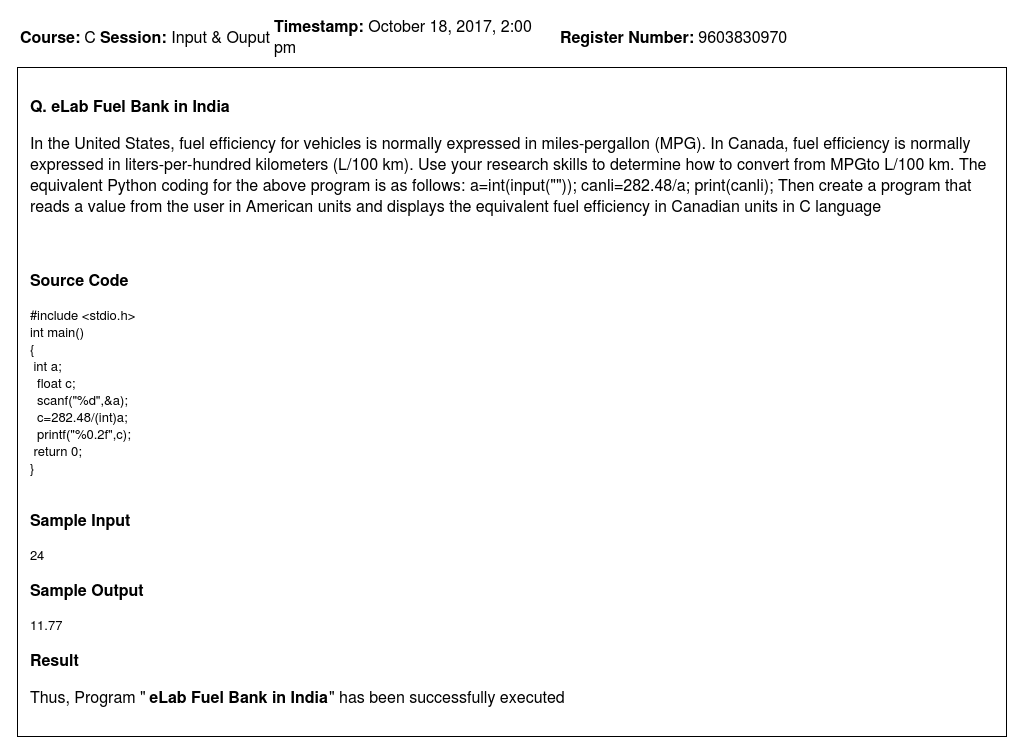 Course: C Session: Input & Ouput Timestamp: October 18, 2017, 2:00 pm Register Number: 9603830970
Q. eLab Fuel Bank in India
In the United States, fuel efficiency for vehicles is normally expressed in miles-pergallon (MPG). In Canada, fuel efficiency is normally
expressed in liters-per-hundred kilometers (L/100 km). Use your research skills to determine how to convert from MPGto L/100 km. The
equivalent Python coding for the above program is as follows: a=int(input("")); canli=282.48/a; print(canli); Then create a program that
reads a value from the user in American units and displays the equivalent fuel efficiency in Canadian units in C language
Source Code
#include <stdio.h>
int main()
{
 int a;
  float c;
  scanf("%d",&a);
  c=282.48/(int)a;
  printf("%0.2f",c);
 return 0;
}
Sample Input
24
Sample Output
11.77
Result
Thus, Program " eLab Fuel Bank in India" has been successfully executed